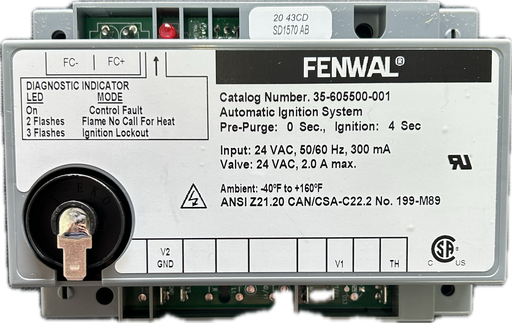 20 43CD
SD1570 AB
FC- FC+
FENWAL®
DIAGNOSTIC INDICATOR
LED MODE
On Control Fault
2 Flashes Flame No Call For Heat
3 Flashes Ignition Lockout
Catalog Number. 35-605500-001
Automatic Ignition System
Pre-Purge: 0 Sec., Ignition: 4 Sec
Input: 24 VAC, 50/60 Hz, 300 mA
Valve: 24 VAC, 2.0 A max.
Ambient: -40°F to +160°F
ANSI Z21.20 CAN/CSA-C22.2 No. 199-M89
V2
GND
V1
TH
C US